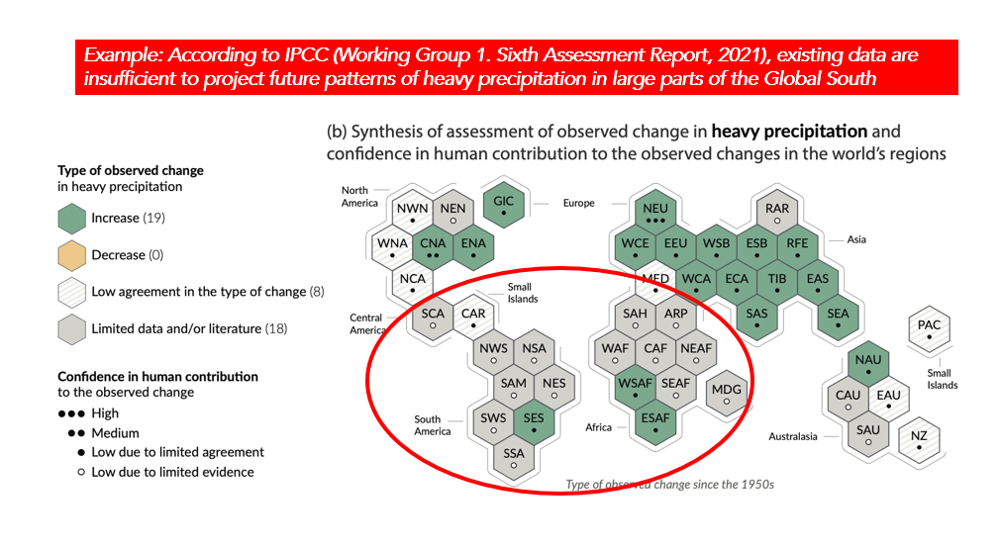 Example: According to IPCC (Working Group 1. Sixth Assessment Report, 2021), existing data are
insufficient to project future patterns of heavy precipitation in large parts of the Global South
(b) Synthesis of assessment of observed change in heavy precipitation and
confidence in human contribution to the observed changes in the world's regions
Type of observed change
in heavy precipitation
Increase (19)
Decrease (0)
Low agreement in the type of change (8)
Limited data and/or literature (18)
Confidence in human contribution
to the observed change
High
Medium
Low due to limited agreement
Low due to limited evidence
North
America
NWN NEN GIC
WNA CNA ENA
NCA
Europe
NEU RAR
WCE EEU WSB ESB RFE
Asia
MED WCA ECA TIB EAS
Small
Islands
Central
America
SCA CAR
SAH ARP SAS SEA
PAC
Small
Islands
NWS NSA
WAF CAF NEAF
NAU
SAM NES
WSAF SEAF MDG
CAU EAU
South
America
SWS SES
Africa
ESAF
Australasia
SAU NZ
SSA
Type of observed change since the 1950s